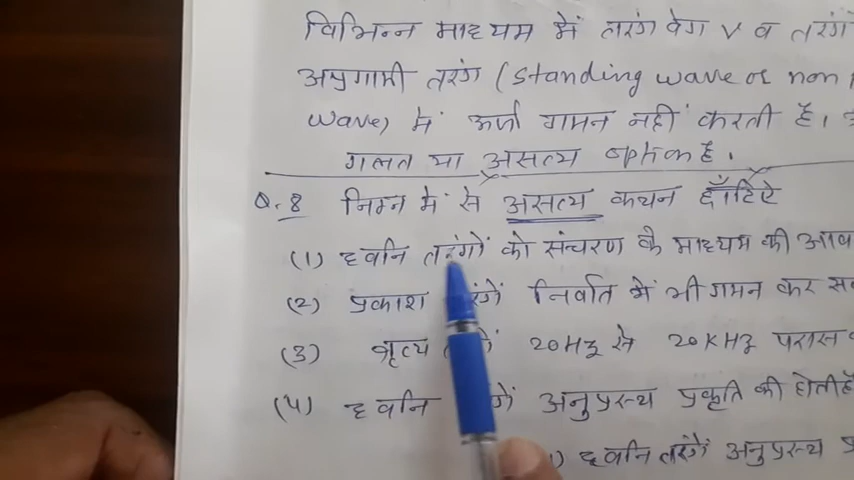 विभिन्न माध्यम में तरंग वेग v व तरंग
अप्रगामी तरंग (Standing wave or non
wave) में ऊर्जा गमन नहीं करती है।
गलत या असत्य option है.
Q.8 निम्न में से असत्य कथन छाँटिऐ
(1) ध्वनि तरंगों को संचरण के माध्यम की आव
(2) प्रकाश निर्वात में भी गमन कर सक
(3) श्रृव्य 20Hz से 20KHz परास
(4) ध्वनि अनुप्रस्थ प्रकृति की होती है
) ध्वनि तरंगें अनुप्रस्थ